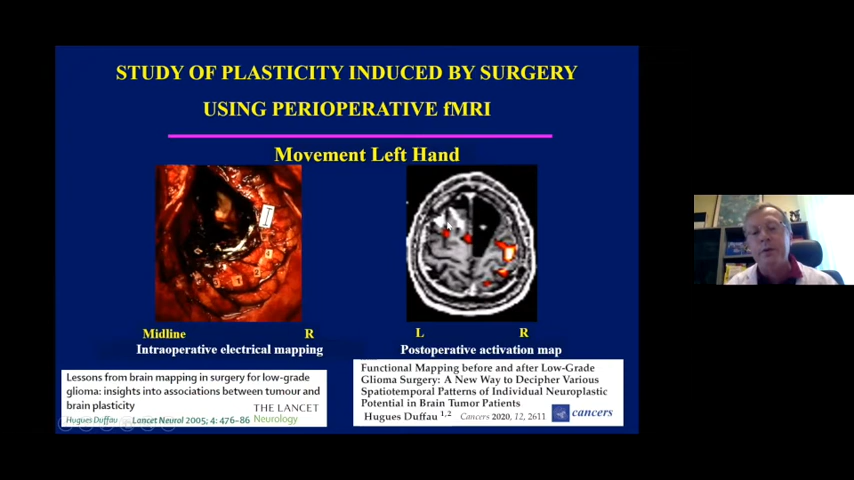 STUDY OF PLASTICITY INDUCED BY SURGERY
USING PERIOPERATIVE fMRI
Movement Left Hand
Midline
R
Intraoperative electrical mapping
L
R
Postoperative activation map
Lessons from brain mapping in surgery for low-grade
glioma: insights into associations between tumour and
brain plasticity
THE LANCET
Neurology
Hugues Duffau
Lancet Neurol 2005; 4: 476–86
Functional Mapping before and after Low-Grade
Glioma Surgery: A New Way to Decipher Various
Spatiotemporal Patterns of Individual Neuroplastic
Potential in Brain Tumor Patients
Hugues Duffau 1,2
Cancers 2020, 12, 2611
cancers